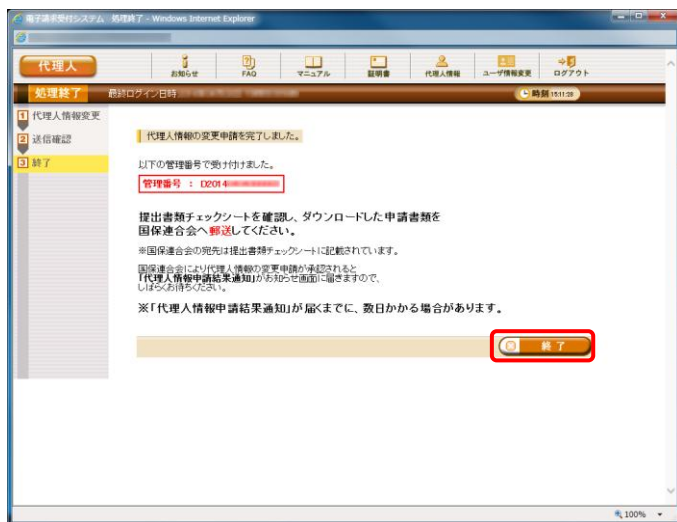 電子請求受付システム 処理終了 - Windows Internet Explorer
代理人
お知らせ
FAQ
マニュアル
証明書
代理人情報
ユーザ情報変更
ログアウト
処理終了 最終ログイン日時
時刻 15:11:28
1 代理人情報変更
2 送信確認
3 終了
代理人情報の変更申請を完了しました。
以下の管理番号で受け付けました。
管理番号 : D2014
提出書類チェックシートを確認し、ダウンロードした申請書類を
国保連合会へ郵送してください。
※国保連合会の宛先は提出書類チェックシートに記載されています。
国保連合会により代理人情報の変更申請が承認されると
「代理人情報申請結果通知」がお知らせ画面に届きますので、
しばらくお待ちください。
※「代理人情報申請結果通知」が届くまでに、数日かかる場合があります。
終了
100%